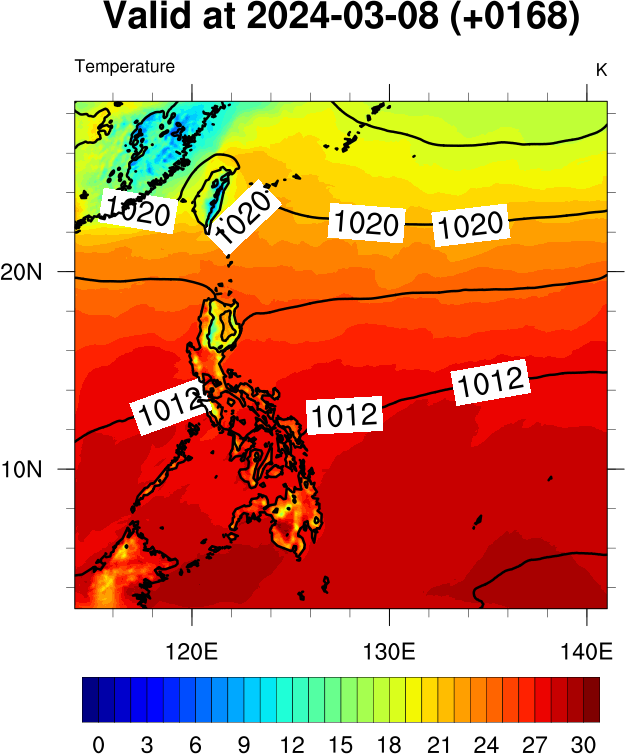 Valid at 2024-03-08 (+0168)
Temperature K
1020 1020 1020 1020
20N
1012 1012 1012
10N
120E 130E 140E
0 3 6 9 12 15 18 21 24 27 30